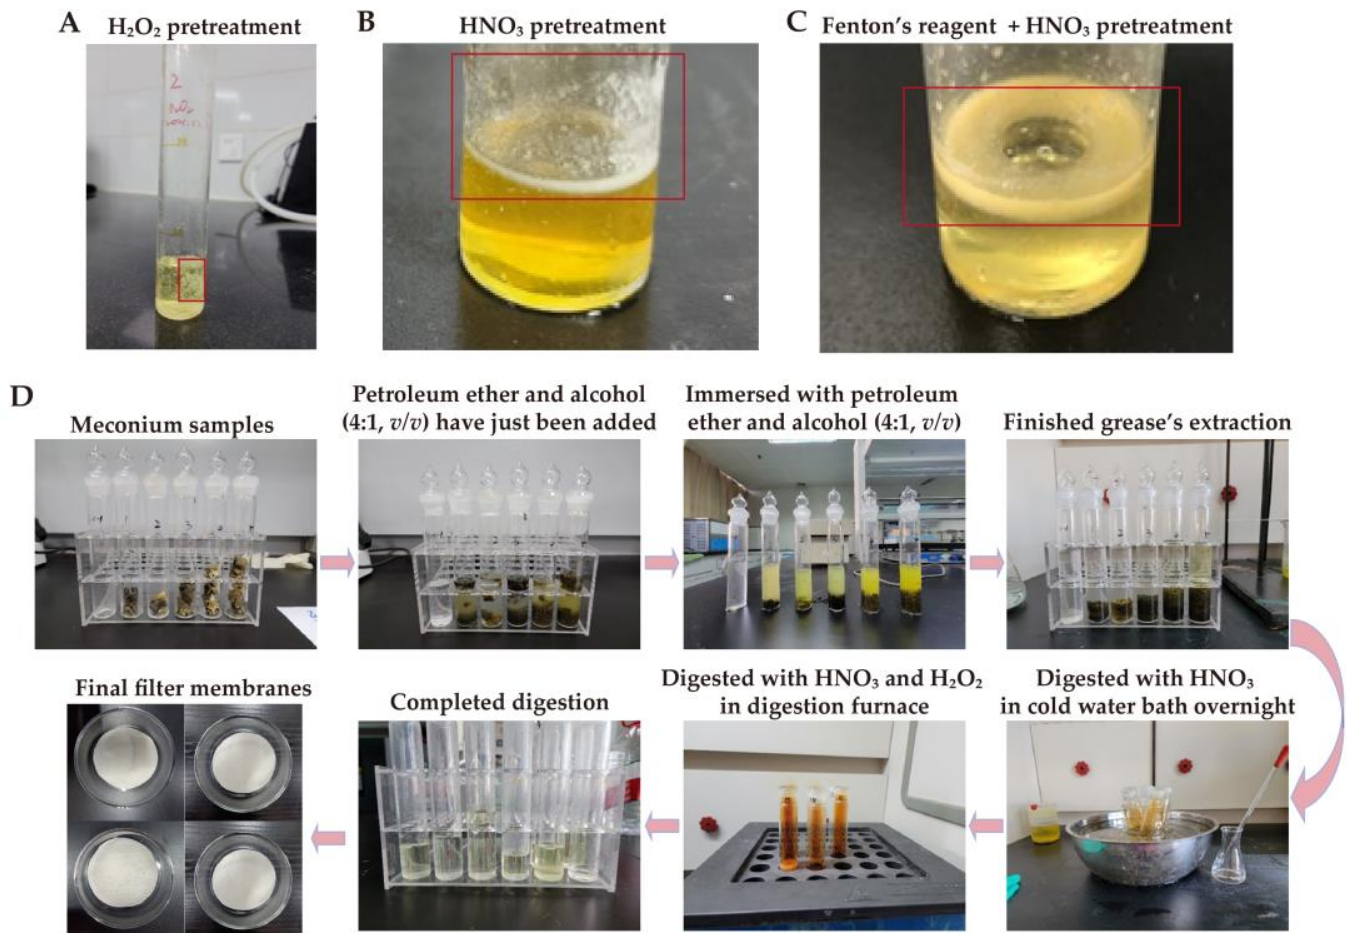 A
H₂O₂ pretreatment
B
HNO₃ pretreatment
C
Fenton's reagent + HNO₃ pretreatment
2
D
Meconium samples
Petroleum ether and alcohol
(4:1, v/v) have just been added
Immersed with petroleum
ether and alcohol (4:1, v/v)
Finished grease's extraction
Final filter membranes
Completed digestion
Digested with HNO₃ and H₂O₂
in digestion furnace
Digested with HNO₃
in cold water bath overnight